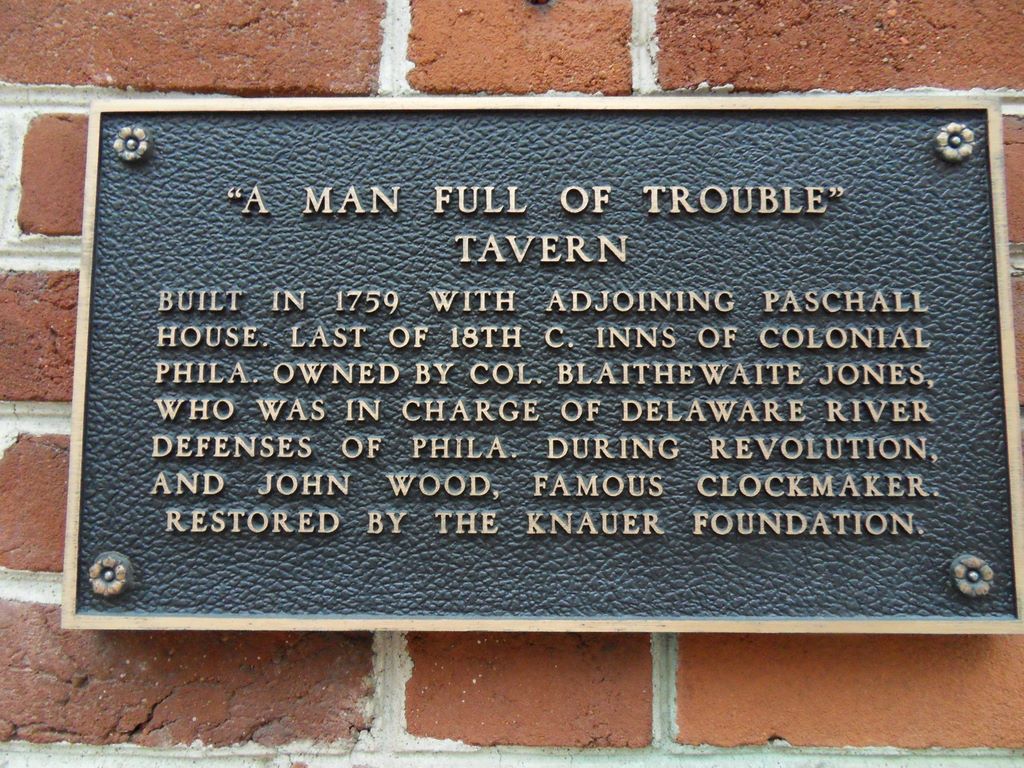 “A MAN FULL OF TROUBLE”
TAVERN
BUILT IN 1759 WITH ADJOINING PASCHALL
HOUSE. LAST OF 18TH C. INNS OF COLONIAL
PHILA. OWNED BY COL. BLAITHEWAITE JONES,
WHO WAS IN CHARGE OF DELAWARE RIVER
DEFENSES OF PHILA. DURING REVOLUTION,
AND JOHN WOOD, FAMOUS CLOCKMAKER.
RESTORED BY THE KNAUER FOUNDATION.